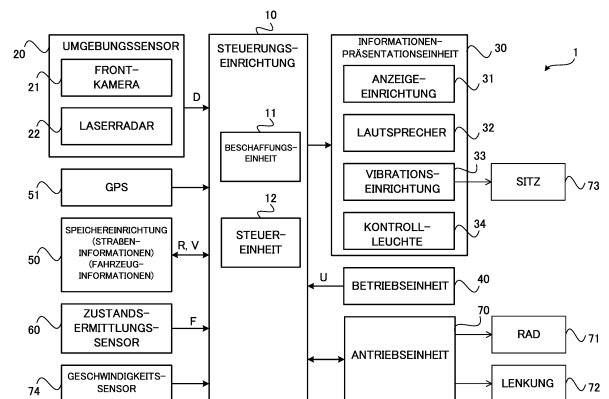 10
20
UMGEBUNGSSENSOR
21
FRONT-
KAMERA
22
LASERRADAR
D
STEUERUNGS-
EINRICHTUNG
11
BESCHAFFUNGS-
EINHEIT
12
STEUER-
EINHEIT
INFORMATIONEN-
PRÄSENTATIONSEINHEIT
30
1
ANZEIGE-
EINRICHTUNG
31
LAUTSPRECHER
32
VIBRATIONS-
EINRICHTUNG
33
SITZ
73
KONTROLL-
LEUCHTE
34
51
GPS
50
SPEICHEREINRICHTUNG
(STRAßEN-
INFORMATIONEN)
(FAHRZEUG-
INFORMATIONEN)
R, V
U
BETRIEBSEINHEIT
40
60
ZUSTANDS-
ERMITTLUNGS-
SENSOR
F
70
ANTRIEBSEINHEIT
RAD
71
74
GESCHWINDIGKEITS-
SENSOR
LENKUNG
72